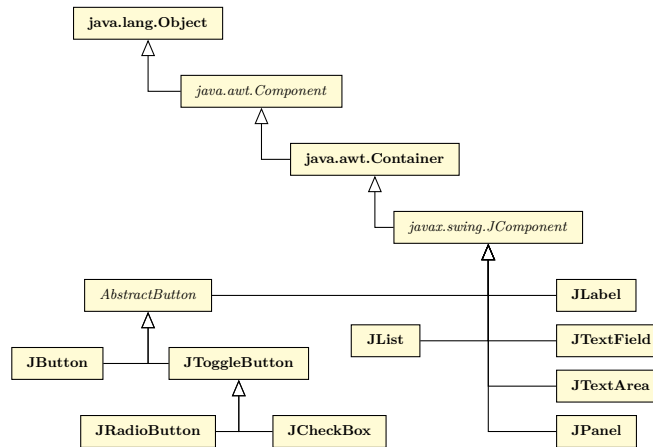 java.lang.Object
java.awt.Component
java.awt.Container
javax.swing.JComponent
AbstractButton
JLabel
JList
JTextField
JButton
JToggleButton
JTextArea
JRadioButton
JCheckBox
JPanel